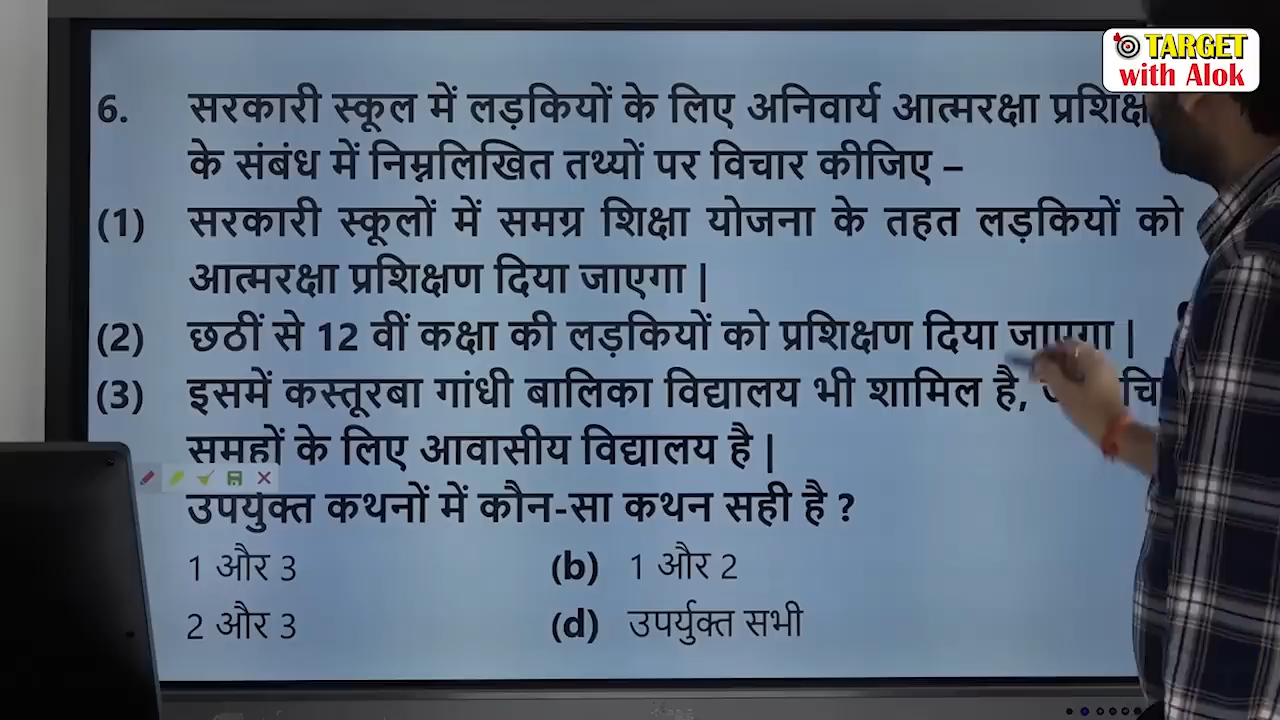 TARGET
with Alok
6. सरकारी स्कूल में लड़कियों के लिए अनिवार्य आत्मरक्षा
के संबंध में निम्नलिखित तथ्यों पर विचार कीजिए –
(1) सरकारी स्कूलों में समग्र शिक्षा योजना के तहत लड़कियों को
आत्मरक्षा प्रशिक्षण दिया जाएगा |
(2) छठीं से 12 वीं कक्षा की लड़कियों को प्रशिक्षण दिया जाएगा |
(3) इसमें कस्तूरबा गांधी बालिका विद्यालय भी शामिल है,
समूहों के लिए आवासीय विद्यालय है |
उपर्युक्त कथनों में कौन-सा कथन सही है ?
1 और 3 (b) 1 और 2
2 और 3 (d) उपर्युक्त सभी